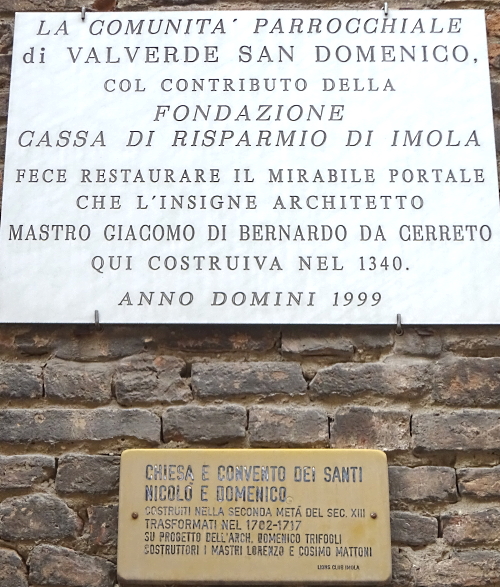 LA COMUNITA´ PARROCCHIALE
di VALVERDE SAN DOMENICO,
COL CONTRIBUTO DELLA
FONDAZIONE
CASSA DI RISPARMIO DI IMOLA
FECE RESTAURARE IL MIRABILE PORTALE
CHE L'INSIGNE ARCHITETTO
MASTRO GIACOMO DI BERNARDO DA CERRETO
QUI COSTRUIVA NEL 1340.
ANNO DOMINI 1999
CHIESA E CONVENTO DEI SANTI
NICOLÒ E DOMENICO
COSTRUITI NELLA SECONDA METÁ DEL SEC. XIII
TRASFORMATI NEL 1702-1717
SU PROGETTO DELL'ARCH. DOMENICO TRIFOGLI
COSTRUTTORI I MASTRI LORENZO E COSIMO MATTONI
LIONS CLUB IMOLA